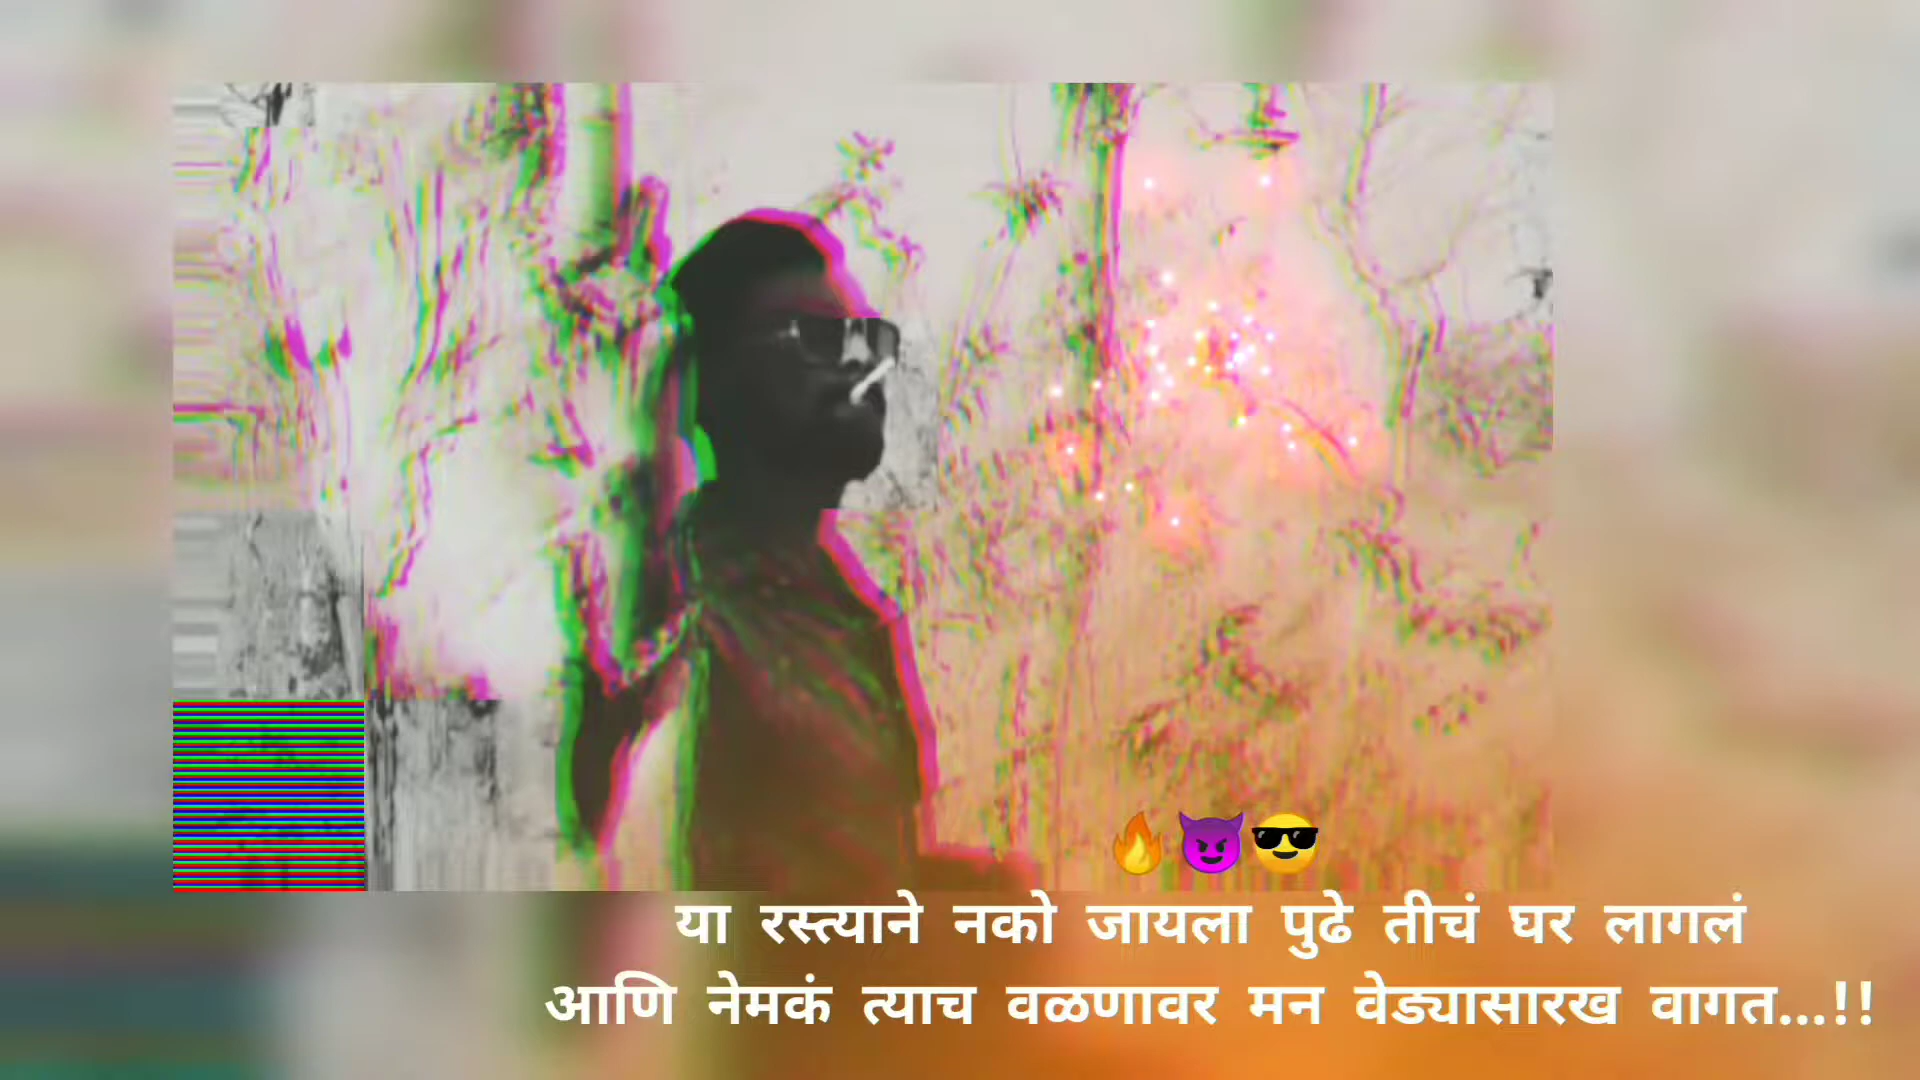 🔥😈😎
या रस्त्याने नको जायला पुढे तीचं घर लागलं
आणि नेमकं त्याच वळणावर मन वेड्यासारख वागत...!!